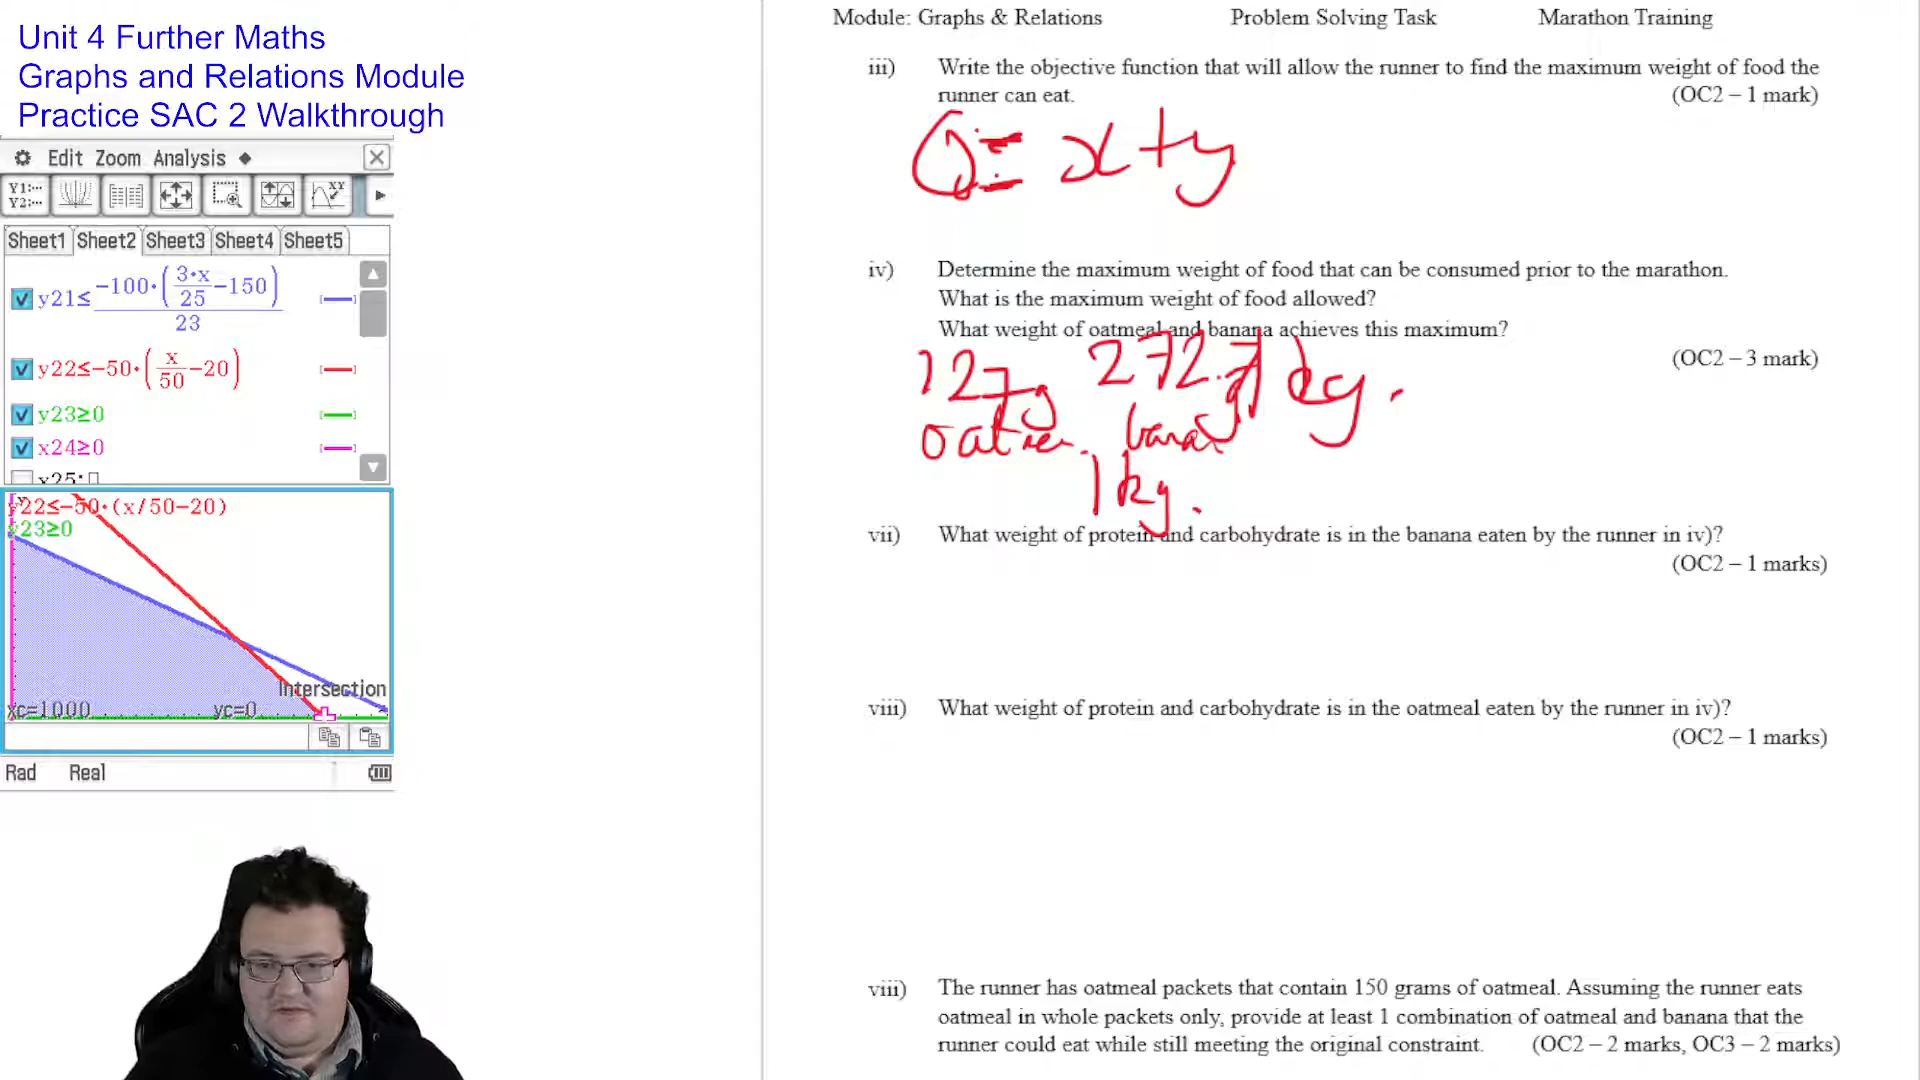 Unit 4 Further Maths
Graphs and Relations Module
Practice SAC 2 Walkthrough
Edit Zoom Analysis
Y1:···
Y2:···
XY
Sheet1 Sheet2 Sheet3 Sheet4 Sheet5
y21≤ −100·(3·x/25−150)/23
y22≤−50·(x/50−20)
y23≥0
x24≥0
x25:
y
y22≤−50·(x/50−20)
y23≥0
Intersection
xc=1000 yc=0
Rad Real
Module: Graphs & Relations Problem Solving Task Marathon Training
iii) Write the objective function that will allow the runner to find the maximum weight of food the
runner can eat. (OC2 – 1 mark)
Q = x + y
iv) Determine the maximum weight of food that can be consumed prior to the marathon.
What is the maximum weight of food allowed?
What weight of oatmeal and banana achieves this maximum?
(OC2 – 3 mark)
127g 272.7g
1 kg.
vii) What weight of protein and carbohydrate is in the banana eaten by the runner in iv)?
(OC2 – 1 marks)
viii) What weight of protein and carbohydrate is in the oatmeal eaten by the runner in iv)?
(OC2 – 1 marks)
viii) The runner has oatmeal packets that contain 150 grams of oatmeal. Assuming the runner eats
oatmeal in whole packets only, provide at least 1 combination of oatmeal and banana that the
runner could eat while still meeting the original constraint. (OC2 – 2 marks, OC3 – 2 marks)